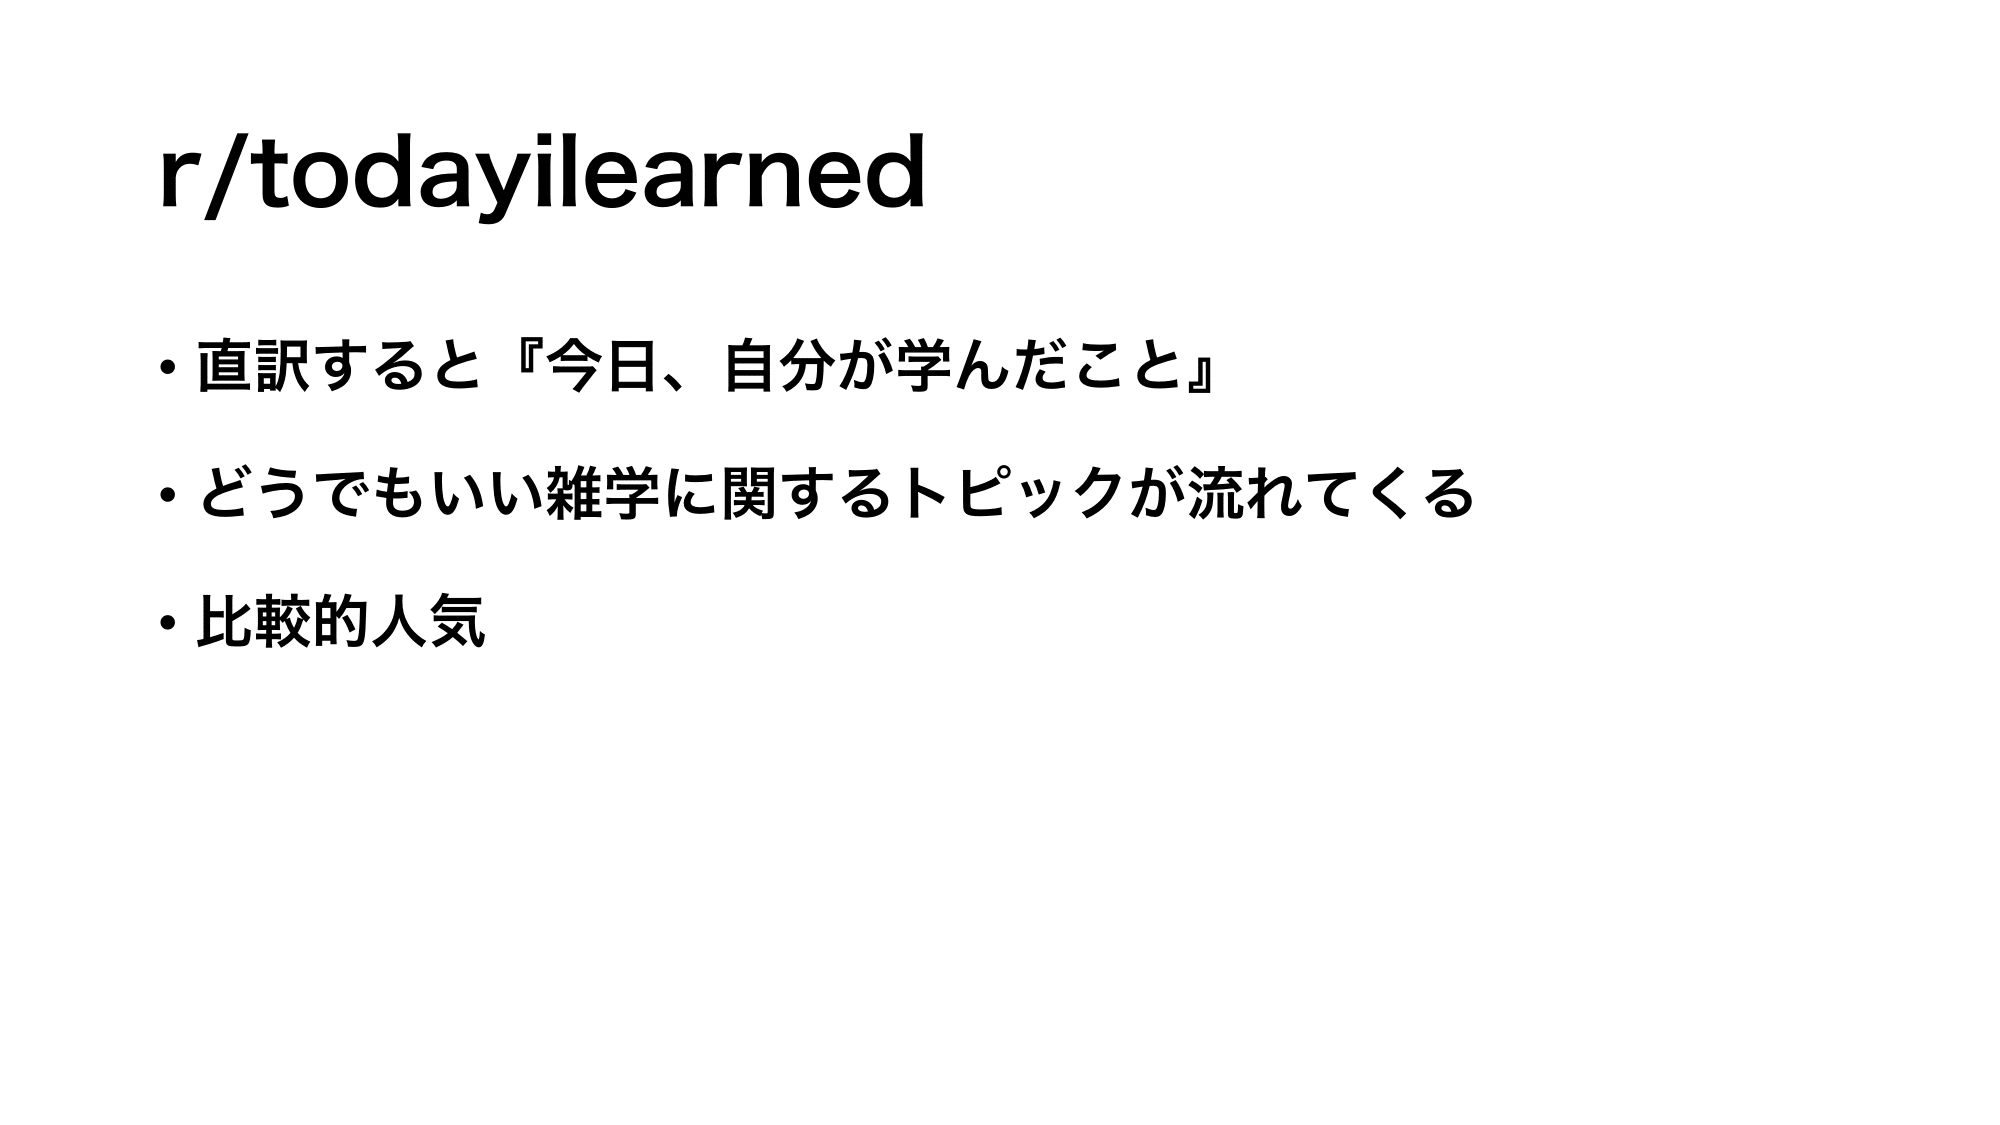 r/todayilearned
・直訳すると『今日、自分が学んだこと』
・どうでもいい雑学に関するトピックが流れてくる
・比較的人気